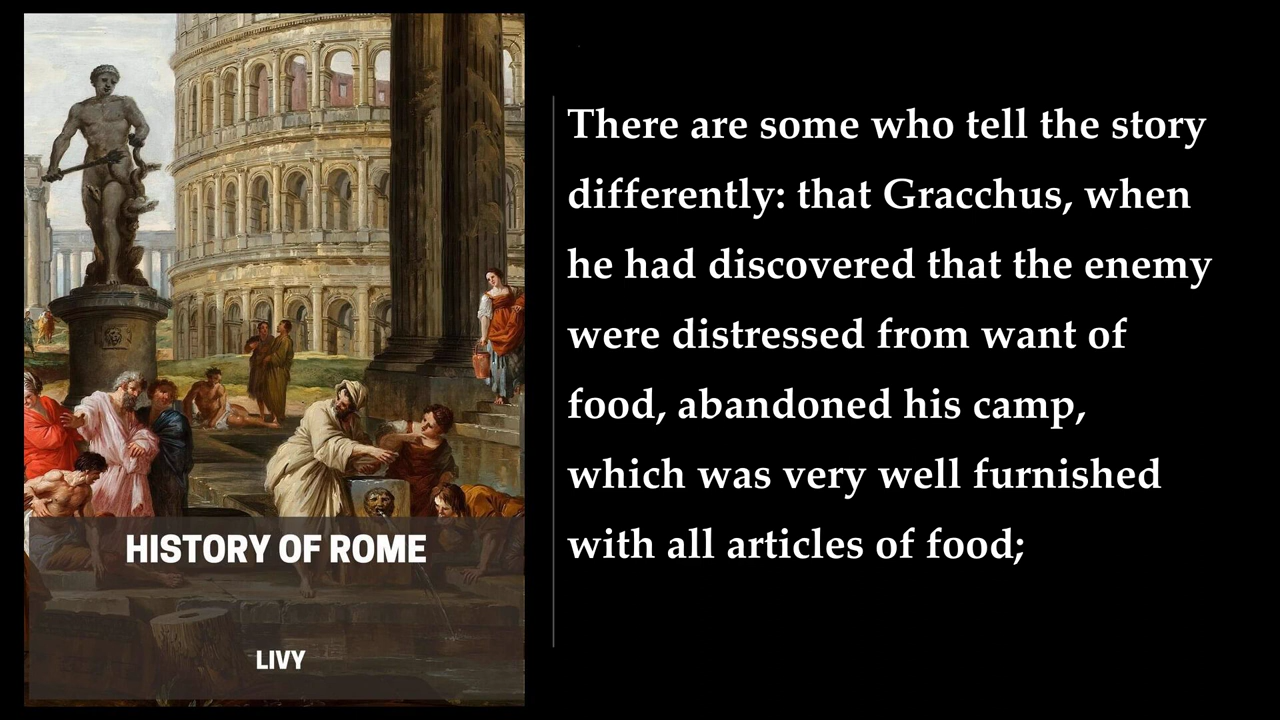 HISTORY OF ROME
LIVY
There are some who tell the story
differently: that Gracchus, when
he had discovered that the enemy
were distressed from want of
food, abandoned his camp,
which was very well furnished
with all articles of food;